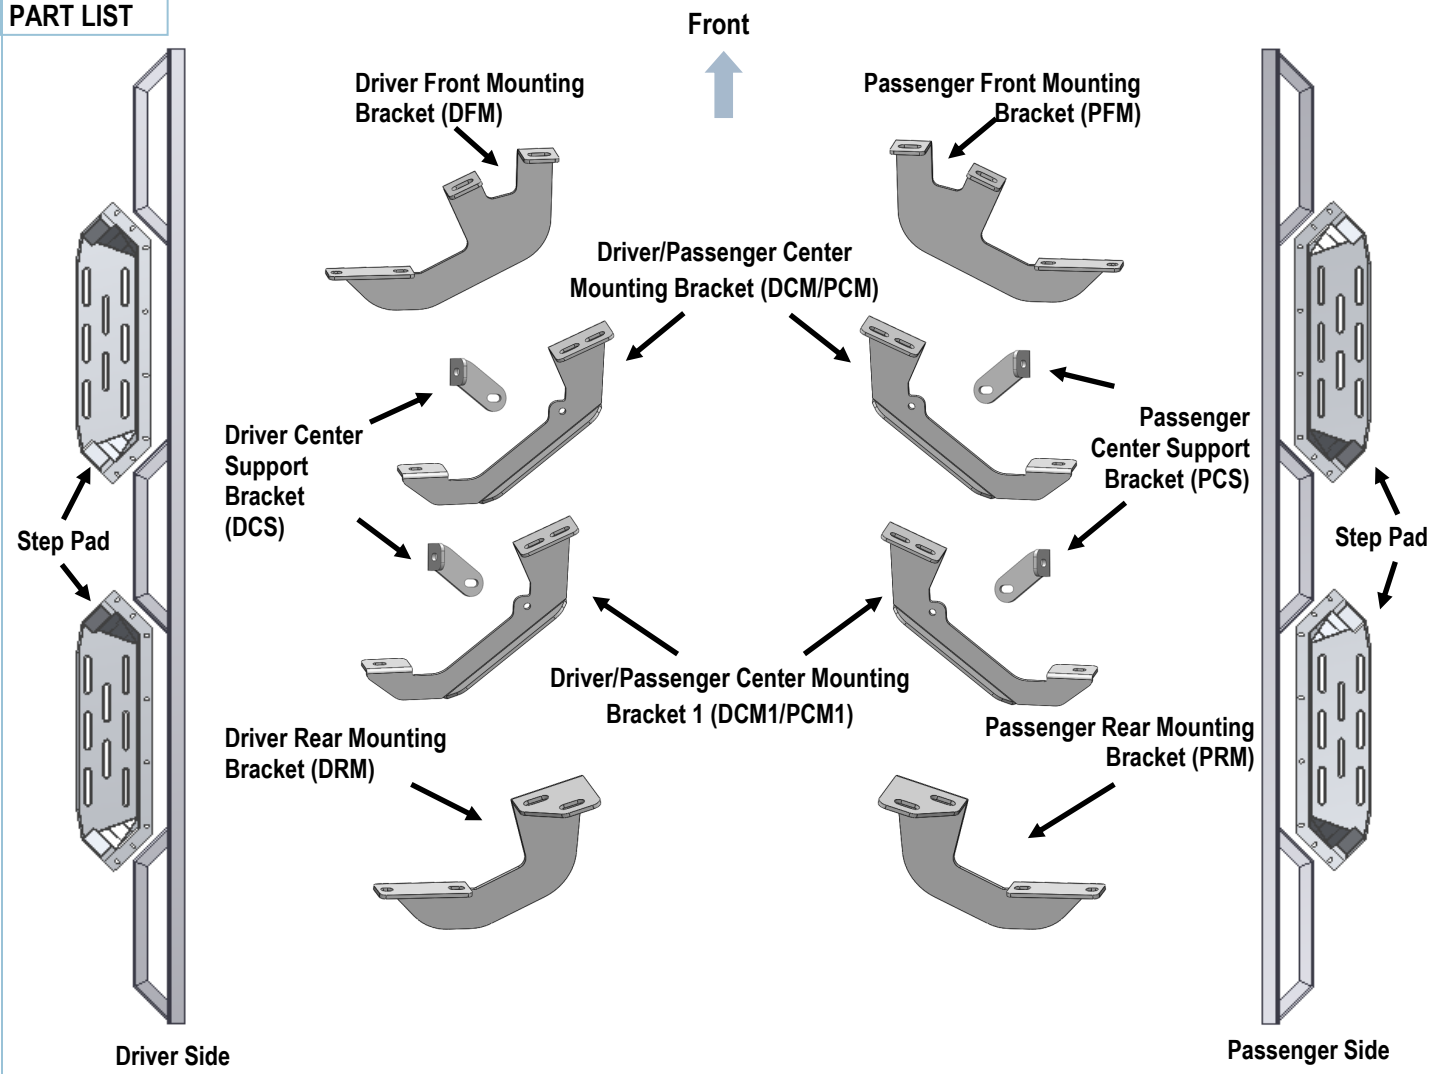 PART LIST
Front
Driver Front Mounting
Bracket (DFM)
Passenger Front Mounting
Bracket (PFM)
Driver/Passenger Center
Mounting Bracket (DCM/PCM)
Driver Center
Support
Bracket
(DCS)
Passenger
Center Support
Bracket (PCS)
Step Pad
Step Pad
Driver/Passenger Center Mounting
Bracket 1 (DCM1/PCM1)
Driver Rear Mounting
Bracket (DRM)
Passenger Rear Mounting
Bracket (PRM)
Driver Side
Passenger Side